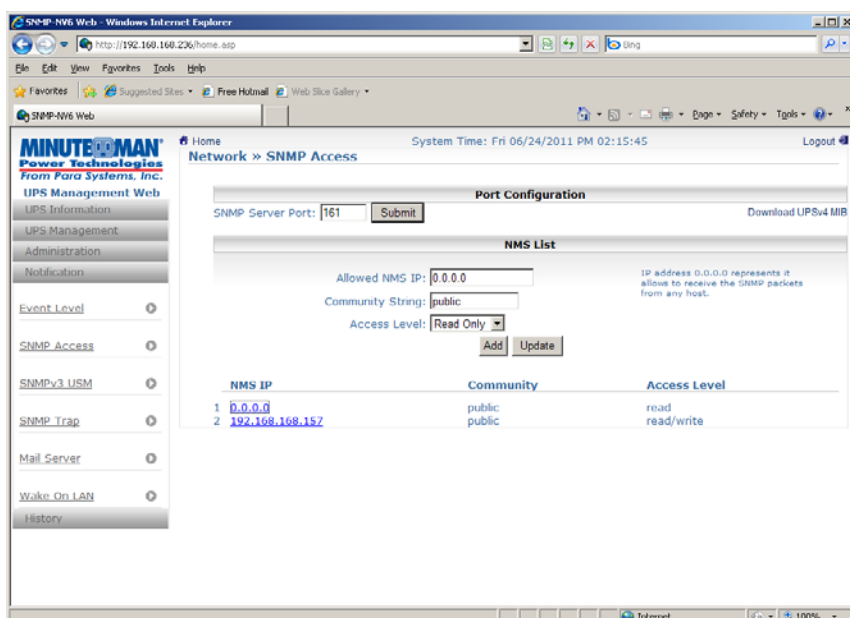 SNMP-NV6 Web - Windows Internet Explorer
http://192.168.168.236/home.asp
Bing
File Edit View Favorites Tools Help
Favorites Suggested Sites Free Hotmail Web Slice Gallery
SNMP-NV6 Web
Page Safety Tools
MINUTEMAN
Power Technologies
From Para Systems, Inc.
UPS Management Web
UPS Information
UPS Management
Administration
Notification
Event Level
SNMP Access
SNMPv3 USM
SNMP Trap
Mail Server
Wake On LAN
History
Home
System Time: Fri 06/24/2011 PM 02:15:45
Logout
Network » SNMP Access
Port Configuration
SNMP Server Port: 161 Submit
Download UPSv4 MIB
NMS List
Allowed NMS IP: 0.0.0.0
IP address 0.0.0.0 represents it
allows to receive the SNMP packets
from any host.
Community String: public
Access Level: Read Only
Add Update
NMS IP Community Access Level
1 0.0.0.0 public read
2 192.168.168.157 public read/write
Internet
100%